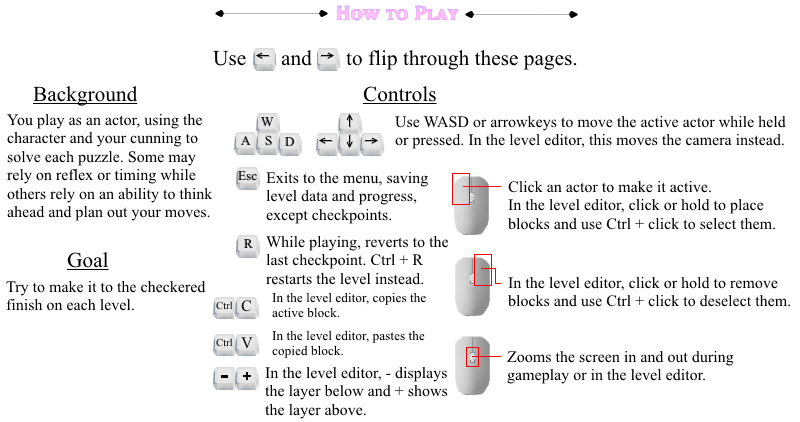 How to Play
Use ← and → to flip through these pages.
Background
You play as an actor, using the
character and your cunning to
solve each puzzle. Some may
rely on reflex or timing while
others rely on an ability to think
ahead and plan out your moves.
Goal
Try to make it to the checkered
finish on each level.
Controls
W
A S D
↑
← ↓ →
Use WASD or arrowkeys to move the active actor while held
or pressed. In the level editor, this moves the camera instead.
Esc
Exits to the menu, saving
level data and progress,
except checkpoints.
R
While playing, reverts to the
last checkpoint. Ctrl + R
restarts the level instead.
Ctrl C
In the level editor, copies the
active block.
Ctrl V
In the level editor, pastes the
copied block.
- +
In the level editor, - displays
the layer below and + shows
the layer above.
Click an actor to make it active.
In the level editor, click or hold to place
blocks and use Ctrl + click to select them.
In the level editor, click or hold to remove
blocks and use Ctrl + click to deselect them.
Zooms the screen in and out during
gameplay or in the level editor.